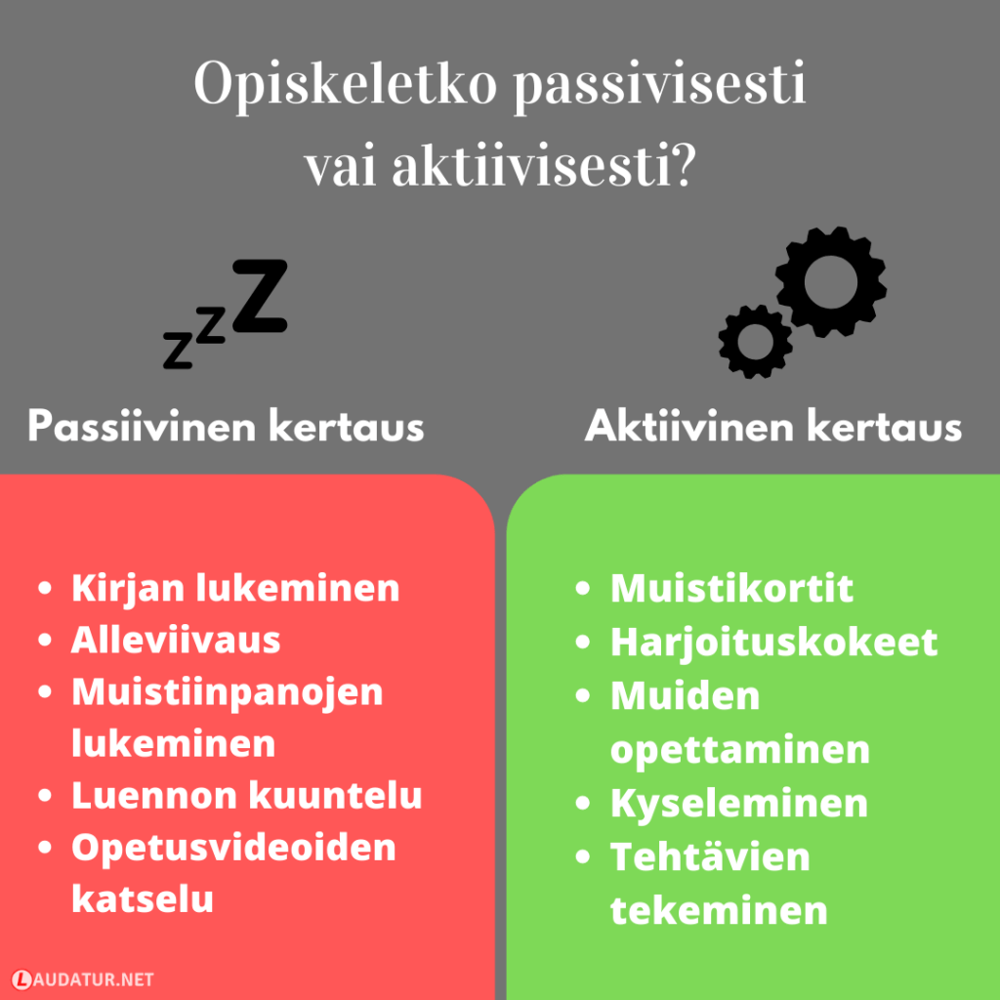 Opiskeletko passivisesti
vai aktiivisesti?
z z Z
Passiivinen kertaus
Aktiivinen kertaus
• Kirjan lukeminen
• Alleviivaus
• Muistiinpanojen
lukeminen
• Luennon kuuntelu
• Opetusvideoiden
katselu
• Muistikortit
• Harjoituskokeet
• Muiden
opettaminen
• Kyseleminen
• Tehtävien
tekeminen
LAUDATUR.NET